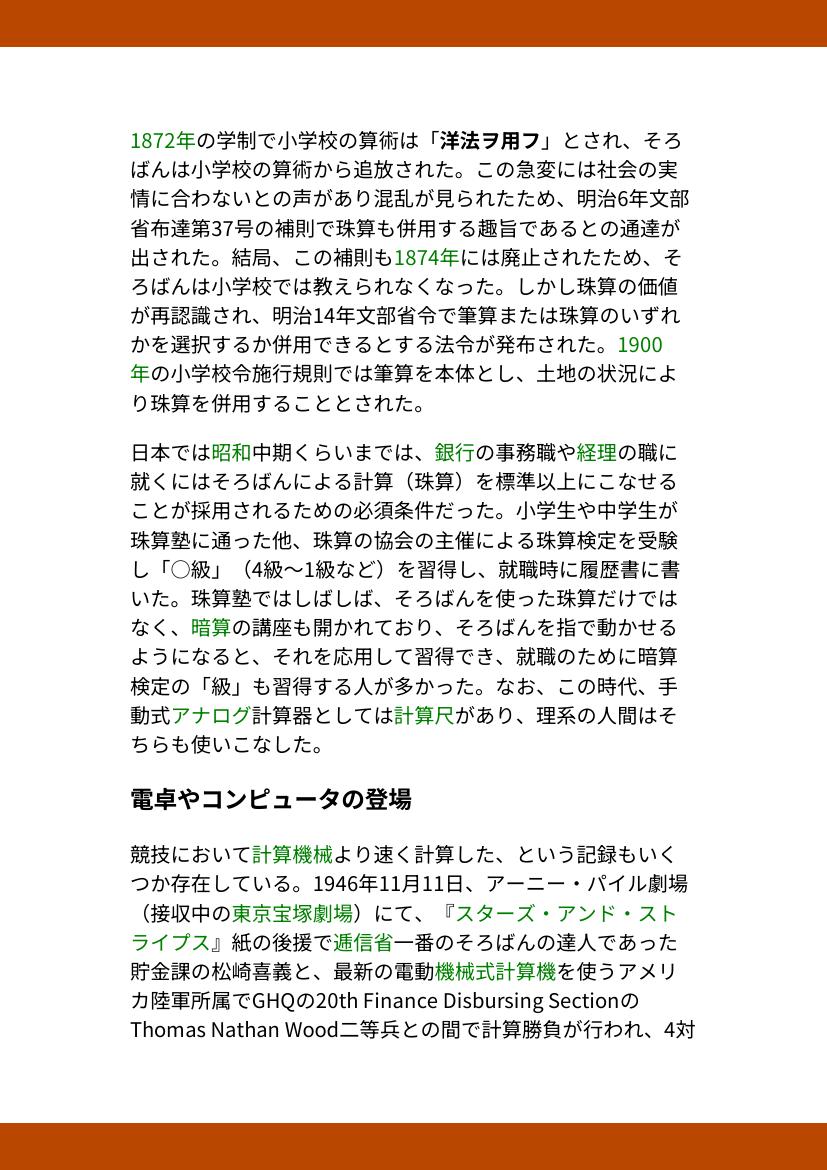 1872年の学制で小学校の算術は「洋法ヲ用フ」とされ、そろ
ばんは小学校の算術から追放された。この急変には社会の実
情に合わないとの声があり混乱が見られたため、明治6年文部
省布達第37号の補則で珠算も併用する趣旨であるとの通達が
出された。結局、この補則も1874年には廃止されたため、そ
ろばんは小学校では教えられなくなった。しかし珠算の価値
が再認識され、明治14年文部省令で筆算または珠算のいずれ
かを選択するか併用できるとする法令が発布された。1900
年の小学校令施行規則では筆算を本体とし、土地の状況によ
り珠算を併用することとされた。
日本では昭和中期くらいまでは、銀行の事務職や経理の職に
就くにはそろばんによる計算（珠算）を標準以上にこなせる
ことが採用されるための必須条件だった。小学生や中学生が
珠算塾に通った他、珠算の協会の主催による珠算検定を受験
し「○級」（4級～1級など）を習得し、就職時に履歴書に書
いた。珠算塾ではしばしば、そろばんを使った珠算だけでは
なく、暗算の講座も開かれており、そろばんを指で動かせる
ようになると、それを応用して習得でき、就職のために暗算
検定の「級」も習得する人が多かった。なお、この時代、手
動式アナログ計算器としては計算尺があり、理系の人間はそ
ちらも使いこなした。
電卓やコンピュータの登場
競技において計算機械より速く計算した、という記録もいく
つか存在している。1946年11月11日、アーニー・パイル劇場
（接収中の東京宝塚劇場）にて、『スターズ・アンド・スト
ライプス』紙の後援で逓信省一番のそろばんの達人であった
貯金課の松崎喜義と、最新の電動機械式計算機を使うアメリ
カ陸軍所属でGHQの20th Finance Disbursing Sectionの
Thomas Nathan Wood二等兵との間で計算勝負が行われ、4対